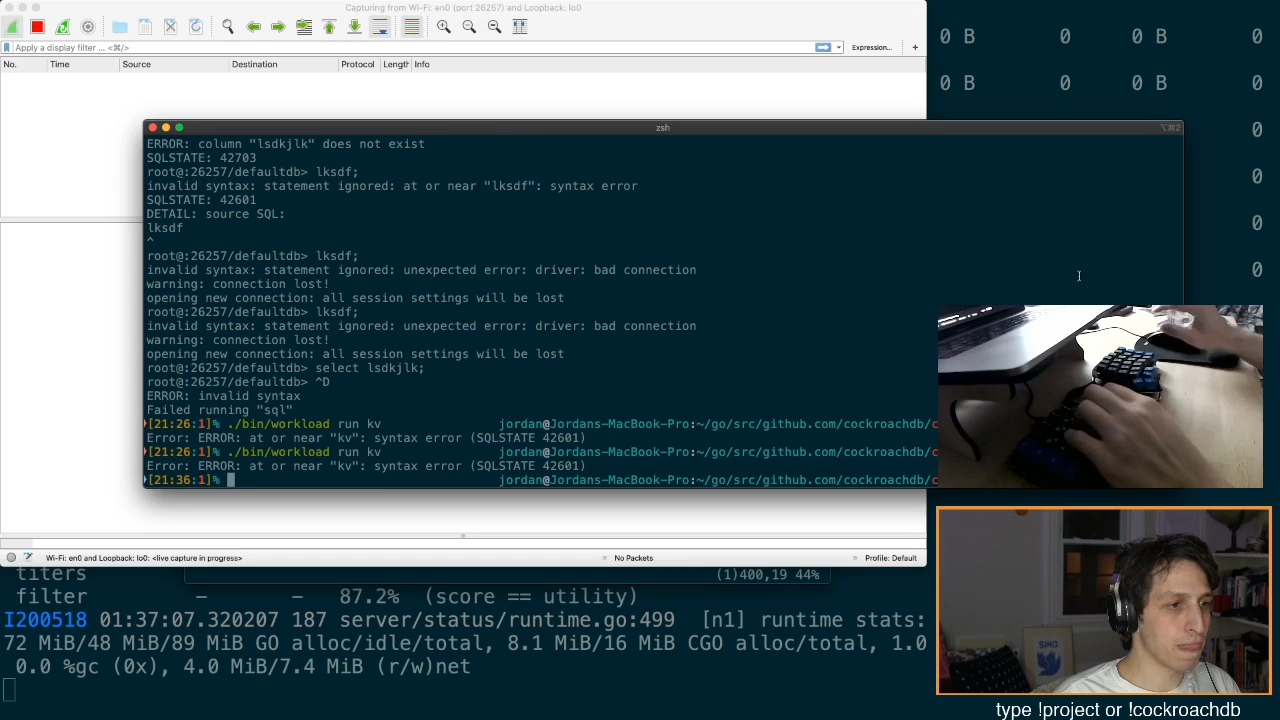 Capturing from Wi-Fi: en0 (port 26257) and Loopback: lo0
Apply a display filter ... <⌘/>
Expression...
+
No. Time Source Destination Protocol Length Info
0 B 0 0 B 0
0 B 0 0 B 0
0
0
0
0
zsh
⌥⌘2
ERROR: column "lsdkjlk" does not exist
SQLSTATE: 42703
root@:26257/defaultdb> lksdf;
invalid syntax: statement ignored: at or near "lksdf": syntax error
SQLSTATE: 42601
DETAIL: source SQL:
lksdf
^
root@:26257/defaultdb> lksdf;
invalid syntax: statement ignored: unexpected error: driver: bad connection
warning: connection lost!
opening new connection: all session settings will be lost
root@:26257/defaultdb> lksdf;
invalid syntax: statement ignored: unexpected error: driver: bad connection
warning: connection lost!
opening new connection: all session settings will be lost
root@:26257/defaultdb> select lsdkjlk;
root@:26257/defaultdb> ^D
ERROR: invalid syntax
Failed running "sql"
[21:26:1]% ./bin/workload run kv jordan@Jordans-MacBook-Pro:~/go/src/github.com/cockroachdb/c
Error: ERROR: at or near "kv": syntax error (SQLSTATE 42601)
[21:26:1]% ./bin/workload run kv jordan@Jordans-MacBook-Pro:~/go/src/github.com/cockroachdb/c
Error: ERROR: at or near "kv": syntax error (SQLSTATE 42601)
[21:36:1]% jordan@Jordans-MacBook-Pro:~/go/src/github.com/cockroachdb/c
Wi-Fi: en0 and Loopback: lo0: <live capture in progress> No Packets Profile: Default
titers (1)400,19 44%
filter – – 87.2% (score == utility)
I200518 01:37:07.320207 187 server/status/runtime.go:499 [n1] runtime stats:
72 MiB/48 MiB/89 MiB GO alloc/idle/total, 8.1 MiB/16 MiB CGO alloc/total, 1.0
0.0 %gc (0x), 4.0 MiB/7.4 MiB (r/w)net
SING
type !project or !cockroachdb